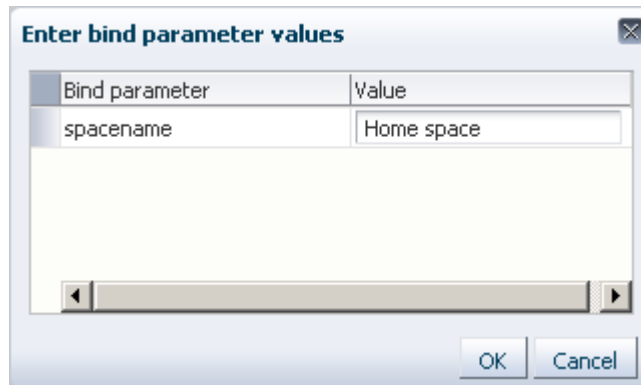 Enter bind parameter values
Bind parameter Value
spacename Home space
OK Cancel